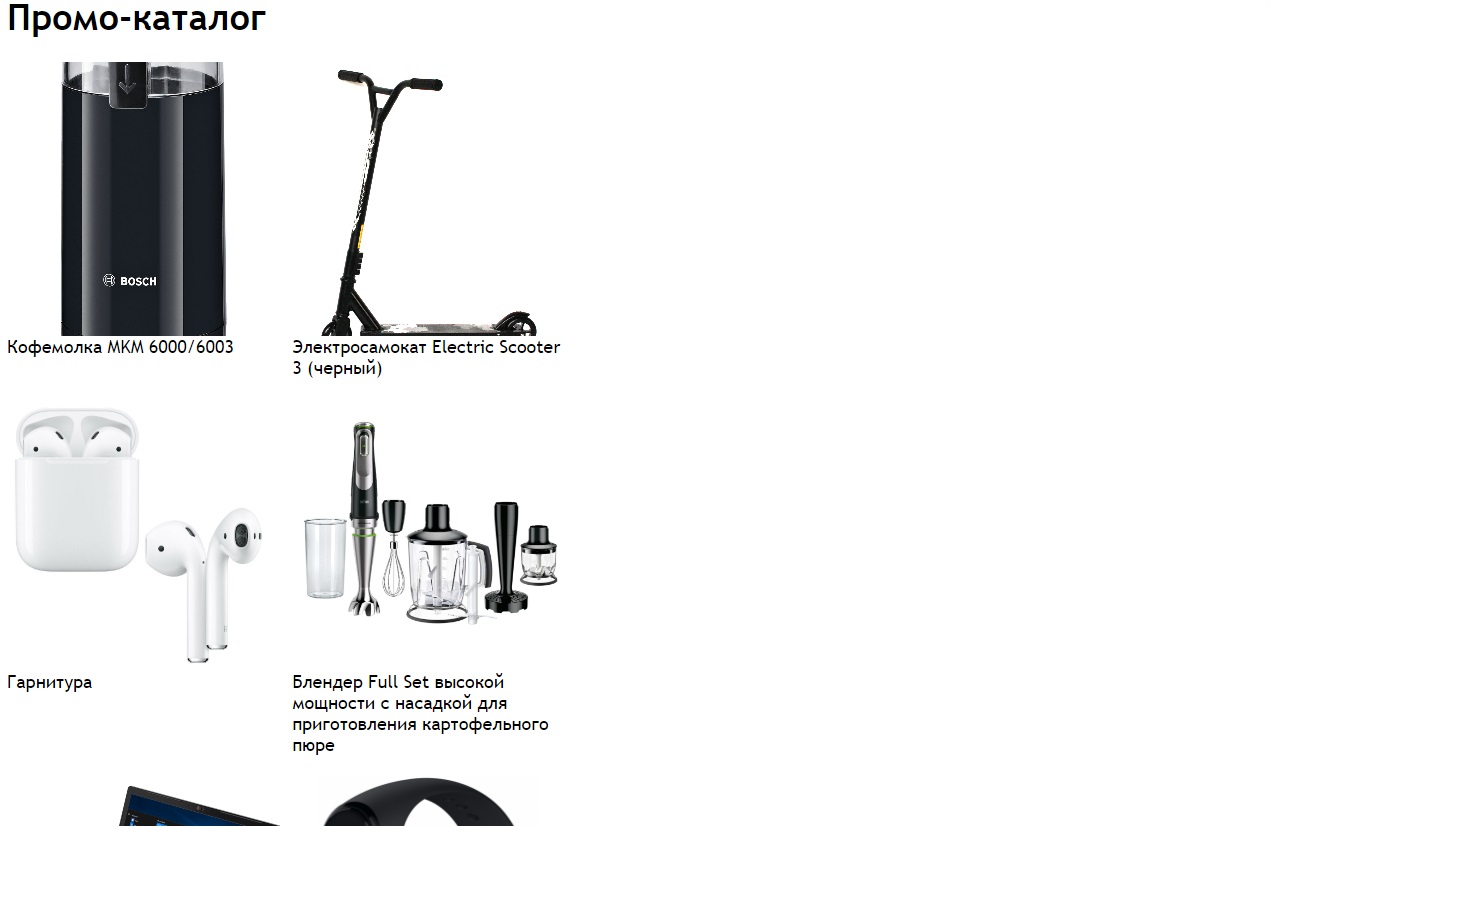 Промо-каталог
BOSCH
Кофемолка МКМ 6000/6003
Электросамокат Electric Scooter
3 (черный)
Гарнитура
Блендер Full Set высокой
мощности с насадкой для
приготовления картофельного
пюре